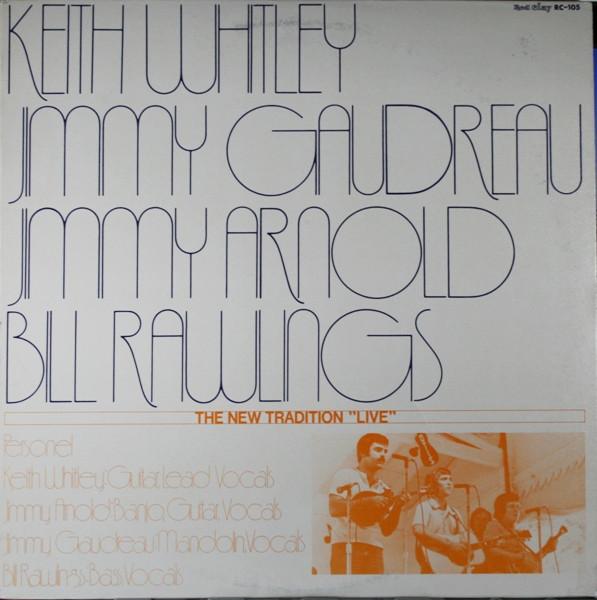 Red Clay RC-105
KEITH WHITLEY
JIMMY GAUDREAU
JIMMY ARNOLD
BILL RAWLINGS
THE NEW TRADITION "LIVE"
Personel
Keith Whitley:Guitar,Lead Vocals
Jimmy Arnold:Banjo,Guitar,Vocals
Jimmy Gaudreau:Mandolin,Vocals
Bill Rawlings:Bass,Vocals